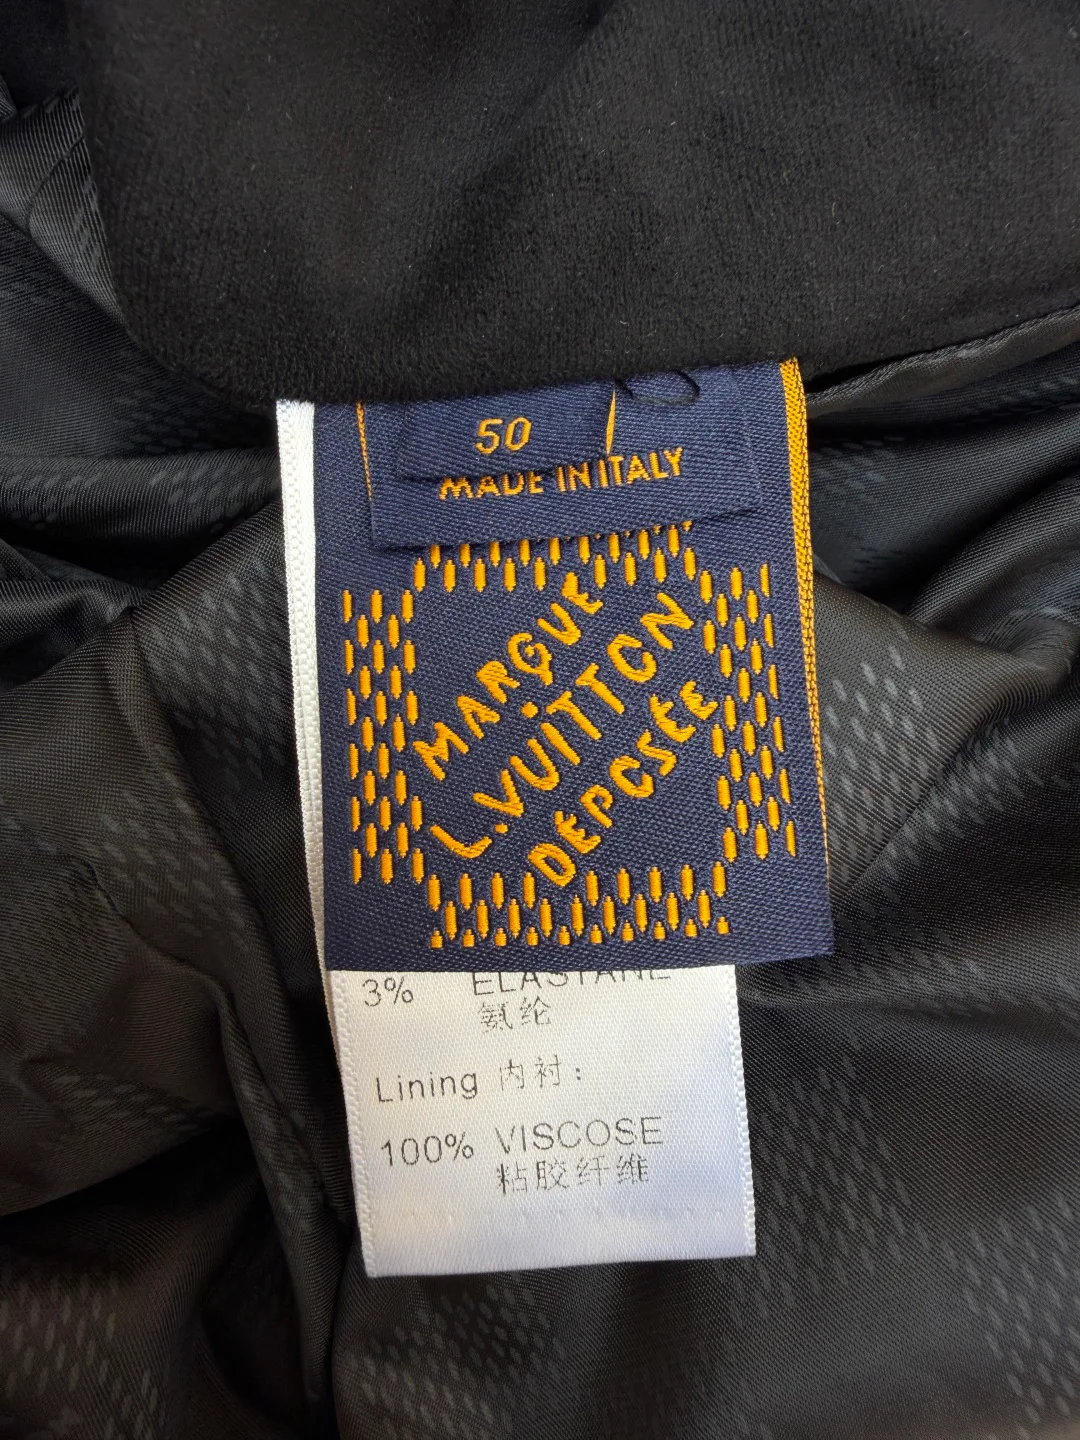 50
MADE IN ITALY
MARQUE
L.VUITTON
DEPOSÉE
3% ELASTANE
氨纶
Lining 内衬：
100% VISCOSE
粘胶纤维